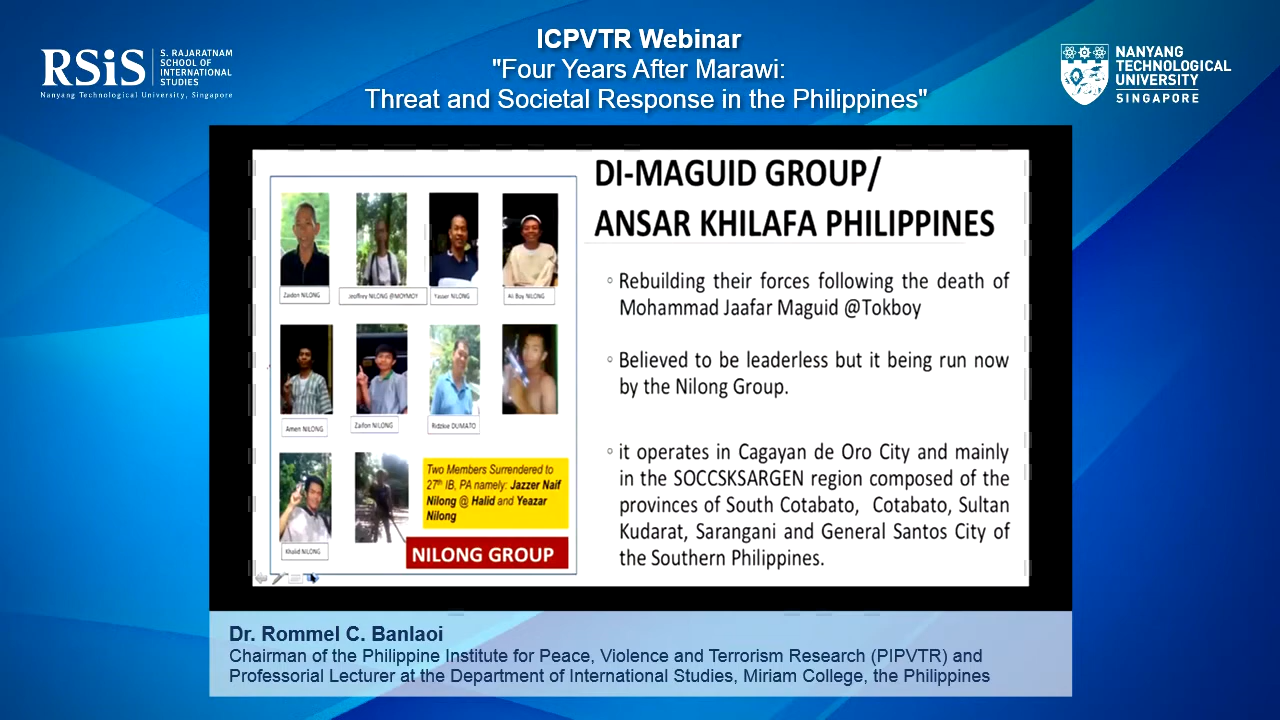 RSiS
S. RAJARATNAM
SCHOOL OF
INTERNATIONAL
STUDIES
Nanyang Technological University, Singapore
ICPVTR Webinar
"Four Years After Marawi:
Threat and Societal Response in the Philippines"
NANYANG
TECHNOLOGICAL
UNIVERSITY
SINGAPORE
Zaidon NILONG
Jeoffrey NILONG @MOYMOY
Yasser NILONG
Ali Boy NILONG
Amen NILONG
Zaifon NILONG
Ridzkie DUMATO
Khalid NILONG
Two Members Surrendered to
27th IB, PA namely: Jazzer Naif
Nilong @ Halid and Yeazar
Nilong
NILONG GROUP
DI-MAGUID GROUP/
ANSAR KHILAFA PHILIPPINES
◦ Rebuilding their forces following the death of
Mohammad Jaafar Maguid @Tokboy
◦ Believed to be leaderless but it being run now
by the Nilong Group.
◦ it operates in Cagayan de Oro City and mainly
in the SOCCSKSARGEN region composed of the
provinces of South Cotabato, Cotabato, Sultan
Kudarat, Sarangani and General Santos City of
the Southern Philippines.
Dr. Rommel C. Banlaoi
Chairman of the Philippine Institute for Peace, Violence and Terrorism Research (PIPVTR) and
Professorial Lecturer at the Department of International Studies, Miriam College, the Philippines